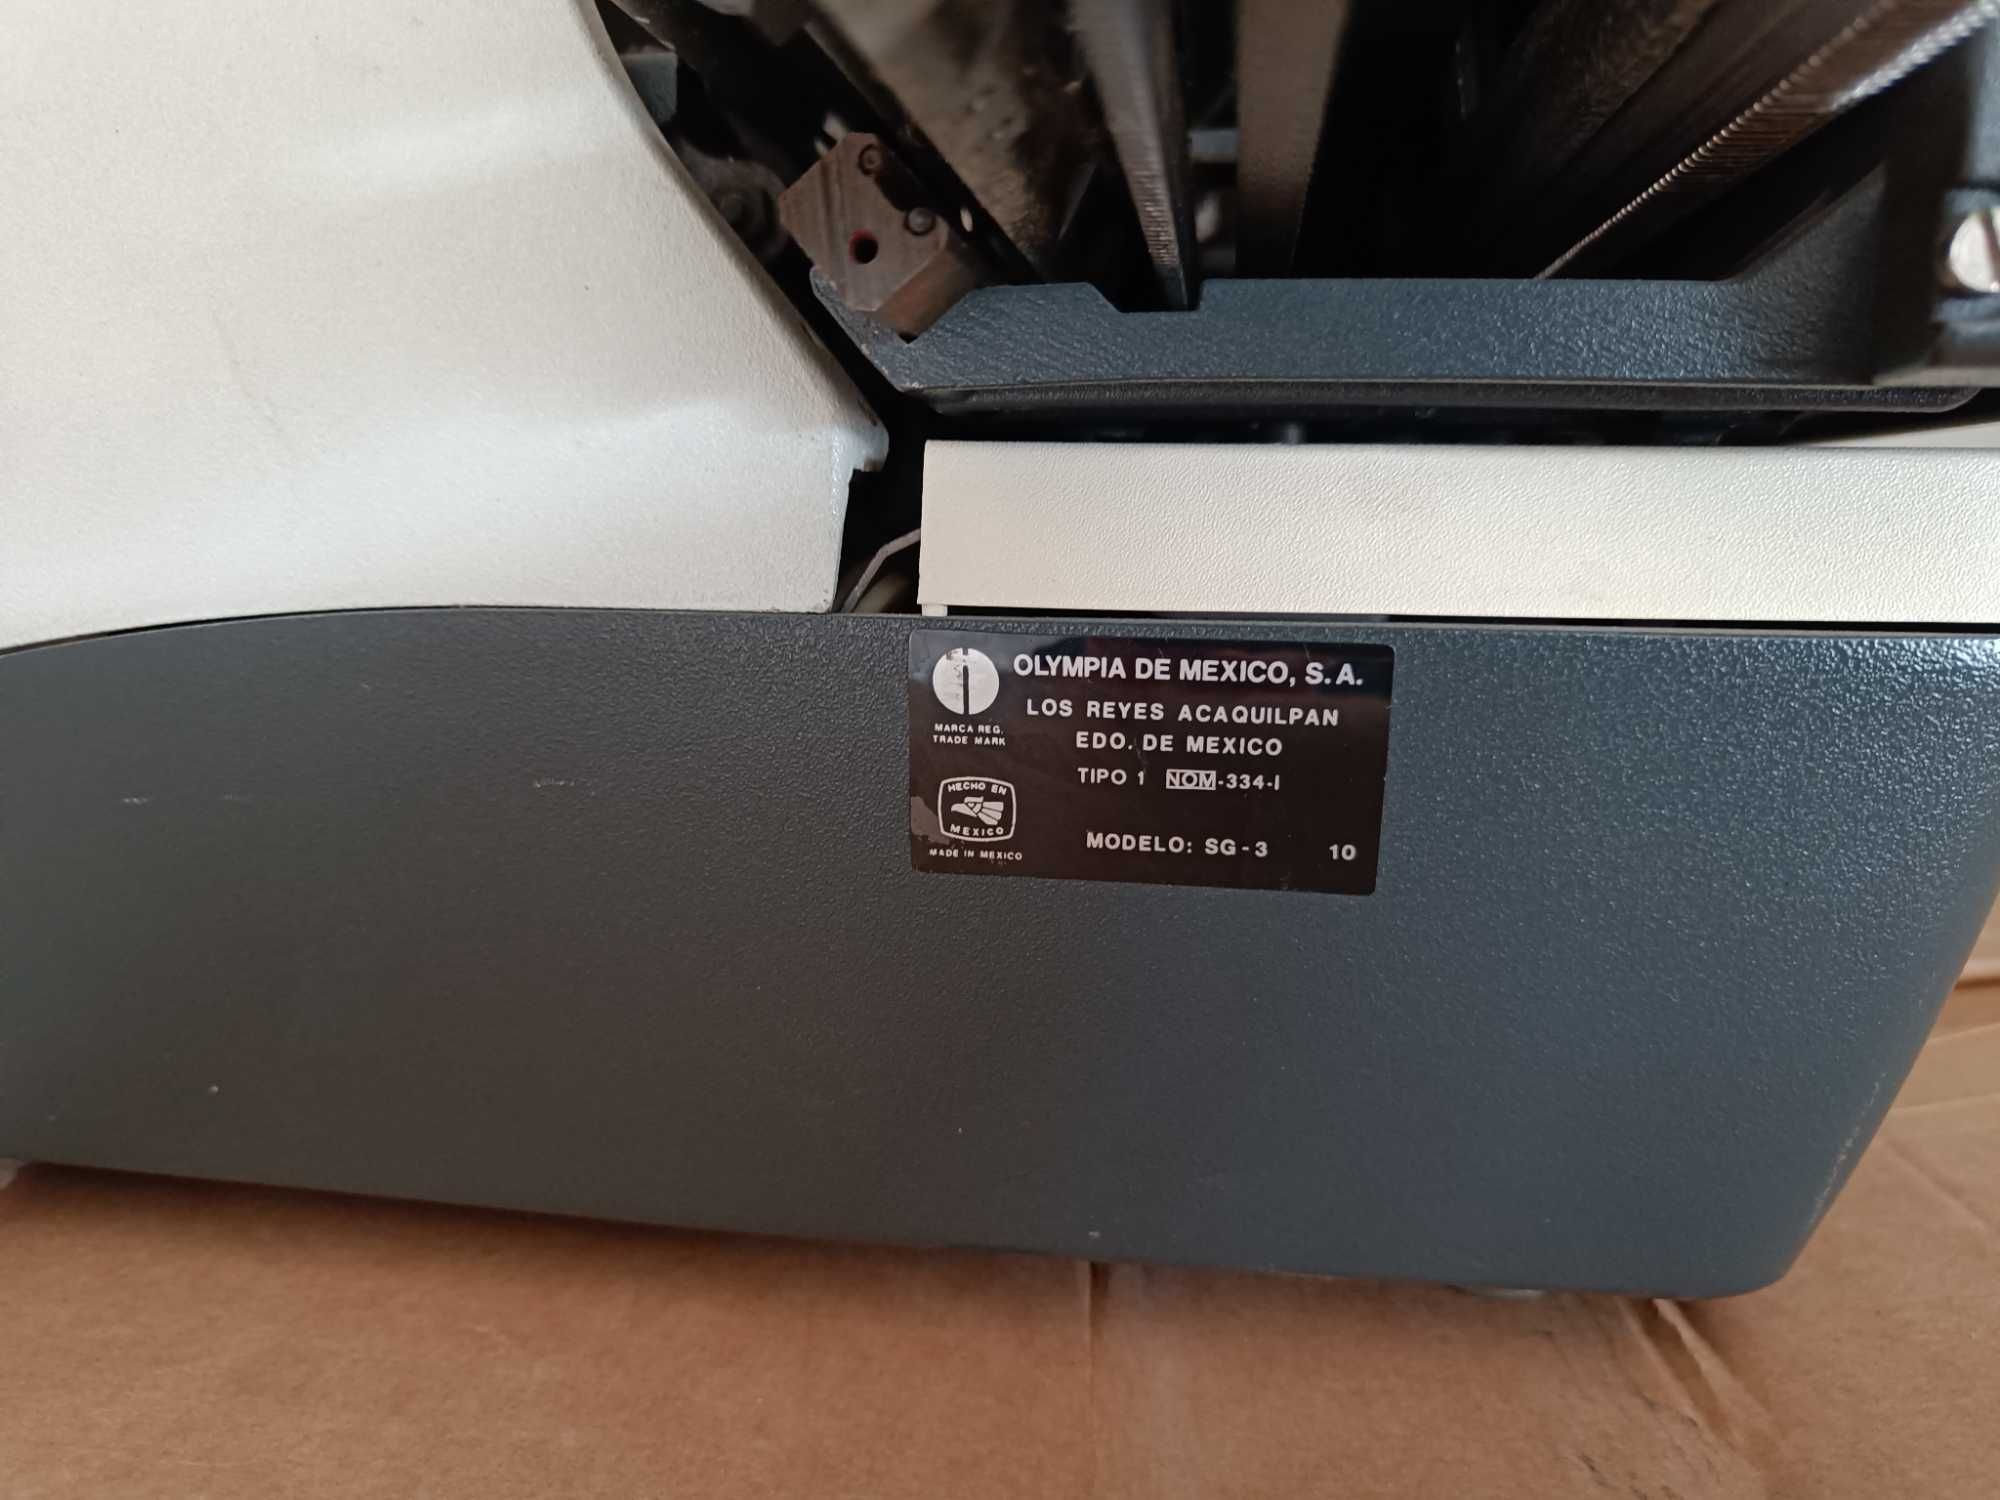 OLYMPIA DE MEXICO, S.A.
LOS REYES ACAQUILPAN
MARCA REG.
TRADE MARK
EDO. DE MEXICO
TIPO 1 NOM-334-I
HECHO EN
MEXICO
MADE IN MEXICO
MODELO: SG-3 10